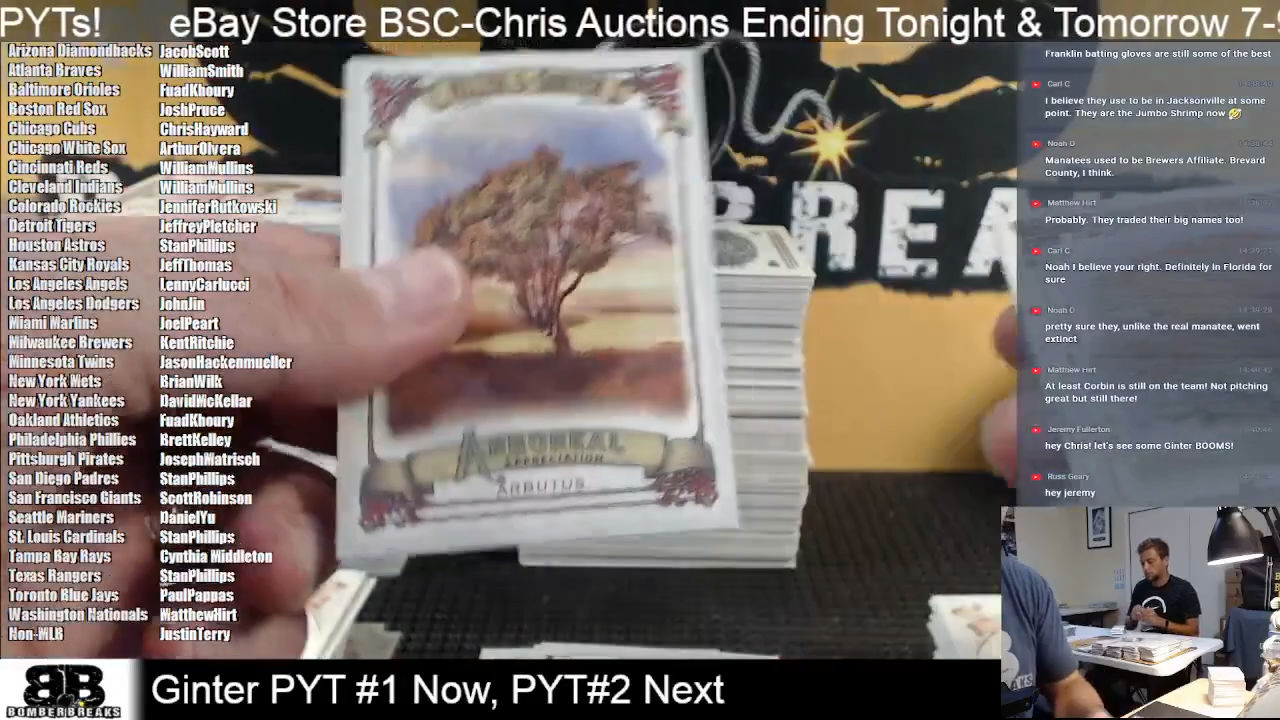 PYTs! eBay Store BSC-Chris Auctions Ending Tonight & Tomorrow 7-
Arizona Diamondbacks JacobScott
Atlanta Braves WilliamSmith
Baltimore Orioles FuadKhoury
Boston Red Sox JoshPruce
Chicago Cubs ChrisHayward
Chicago White Sox ArthurOlvera
Cincinnati Reds WilliamMullins
Cleveland Indians WilliamMullins
Colorado Rockies JenniferRutkowski
Detroit Tigers JeffreyPletcher
Houston Astros StanPhillips
Kansas City Royals JeffThomas
Los Angeles Angels LennyCarlucci
Los Angeles Dodgers JohnJin
Miami Marlins JoelPeart
Milwaukee Brewers KentRitchie
Minnesota Twins JasonHackenmueller
New York Mets BrianWilk
New York Yankees DavidMcKellar
Oakland Athletics FuadKhoury
Philadelphia Phillies BrettKelley
Pittsburgh Pirates JosephMatrisch
San Diego Padres StanPhillips
San Francisco Giants ScottRobinson
Seattle Mariners DanielYu
St. Louis Cardinals StanPhillips
Tampa Bay Rays Cynthia Middleton
Texas Rangers StanPhillips
Toronto Blue Jays PaulPappas
Washington Nationals MatthewHirt
Non-MLB JustinTerry
ARBOREAL
APPRECIATION
ARBUTUS
BREA
Franklin batting gloves are still some of the best
Carl C
I believe they use to be in Jacksonville at some
point. They are the Jumbo Shrimp now 🤣
Noah O
Manatees used to be Brewers Affiliate. Brevard
County, I think.
Matthew Hirt
Probably. They traded their big names too!
Carl C
Noah I believe your right. Definitely in Florida for
sure
Noah O
pretty sure they, unlike the real manatee, went
extinct
Matthew Hirt
At least Corbin is still on the team! Not pitching
great but still there!
Jeremy Fullerton
hey Chris! let's see some Ginter BOOMS!
Russ Geary
hey jeremy
BB
BOMBERBREAKS
Ginter PYT #1 Now, PYT#2 Next